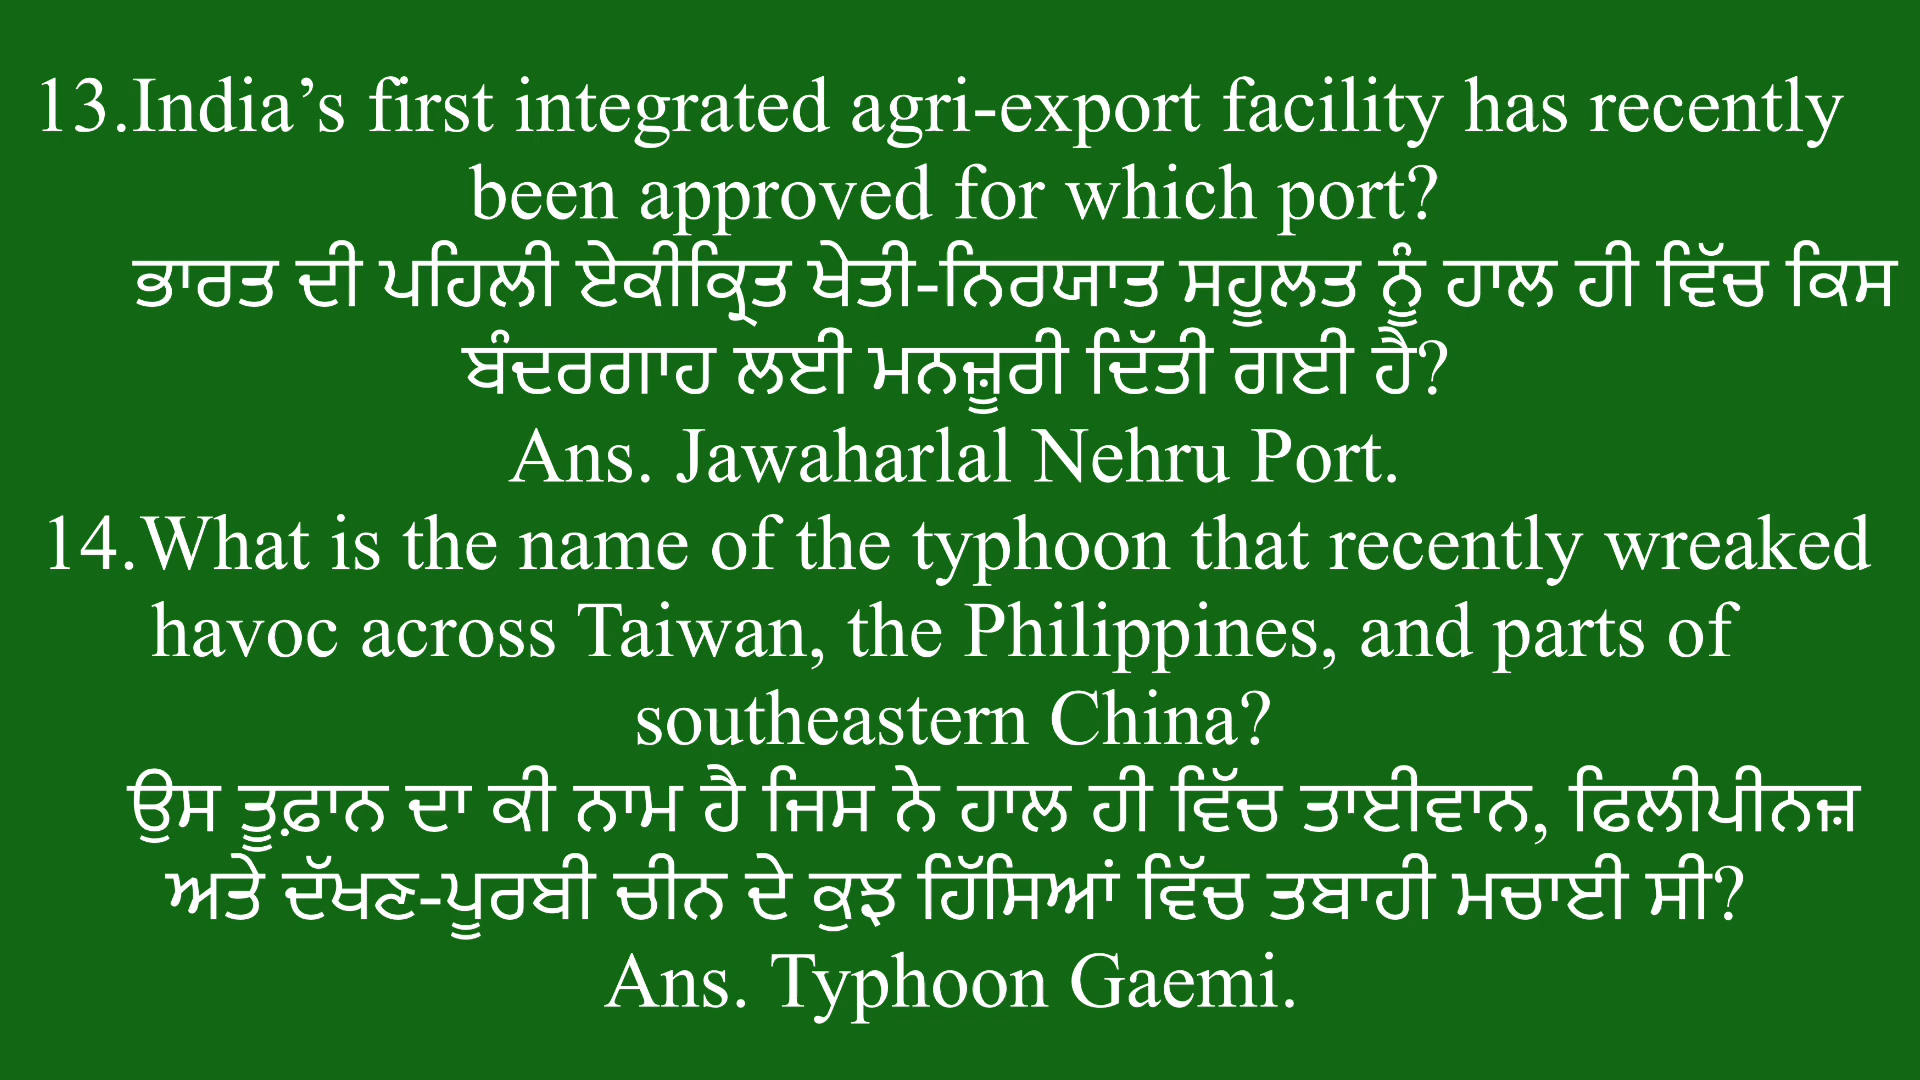 13.India’s first integrated agri-export facility has recently
been approved for which port?
ਭਾਰਤ ਦੀ ਪਹਿਲੀ ਏਕੀਕ੍ਰਿਤ ਖੇਤੀ-ਨਿਰਯਾਤ ਸਹੂਲਤ ਨੂੰ ਹਾਲ ਹੀ ਵਿੱਚ ਕਿਸ
ਬੰਦਰਗਾਹ ਲਈ ਮਨਜ਼ੂਰੀ ਦਿੱਤੀ ਗਈ ਹੈ?
Ans. Jawaharlal Nehru Port.
14.What is the name of the typhoon that recently wreaked
havoc across Taiwan, the Philippines, and parts of
southeastern China?
ਉਸ ਤੂਫ਼ਾਨ ਦਾ ਕੀ ਨਾਮ ਹੈ ਜਿਸ ਨੇ ਹਾਲ ਹੀ ਵਿੱਚ ਤਾਈਵਾਨ, ਫਿਲੀਪੀਨਜ਼
ਅਤੇ ਦੱਖਣ-ਪੂਰਬੀ ਚੀਨ ਦੇ ਕੁਝ ਹਿੱਸਿਆਂ ਵਿੱਚ ਤਬਾਹੀ ਮਚਾਈ ਸੀ?
Ans. Typhoon Gaemi.